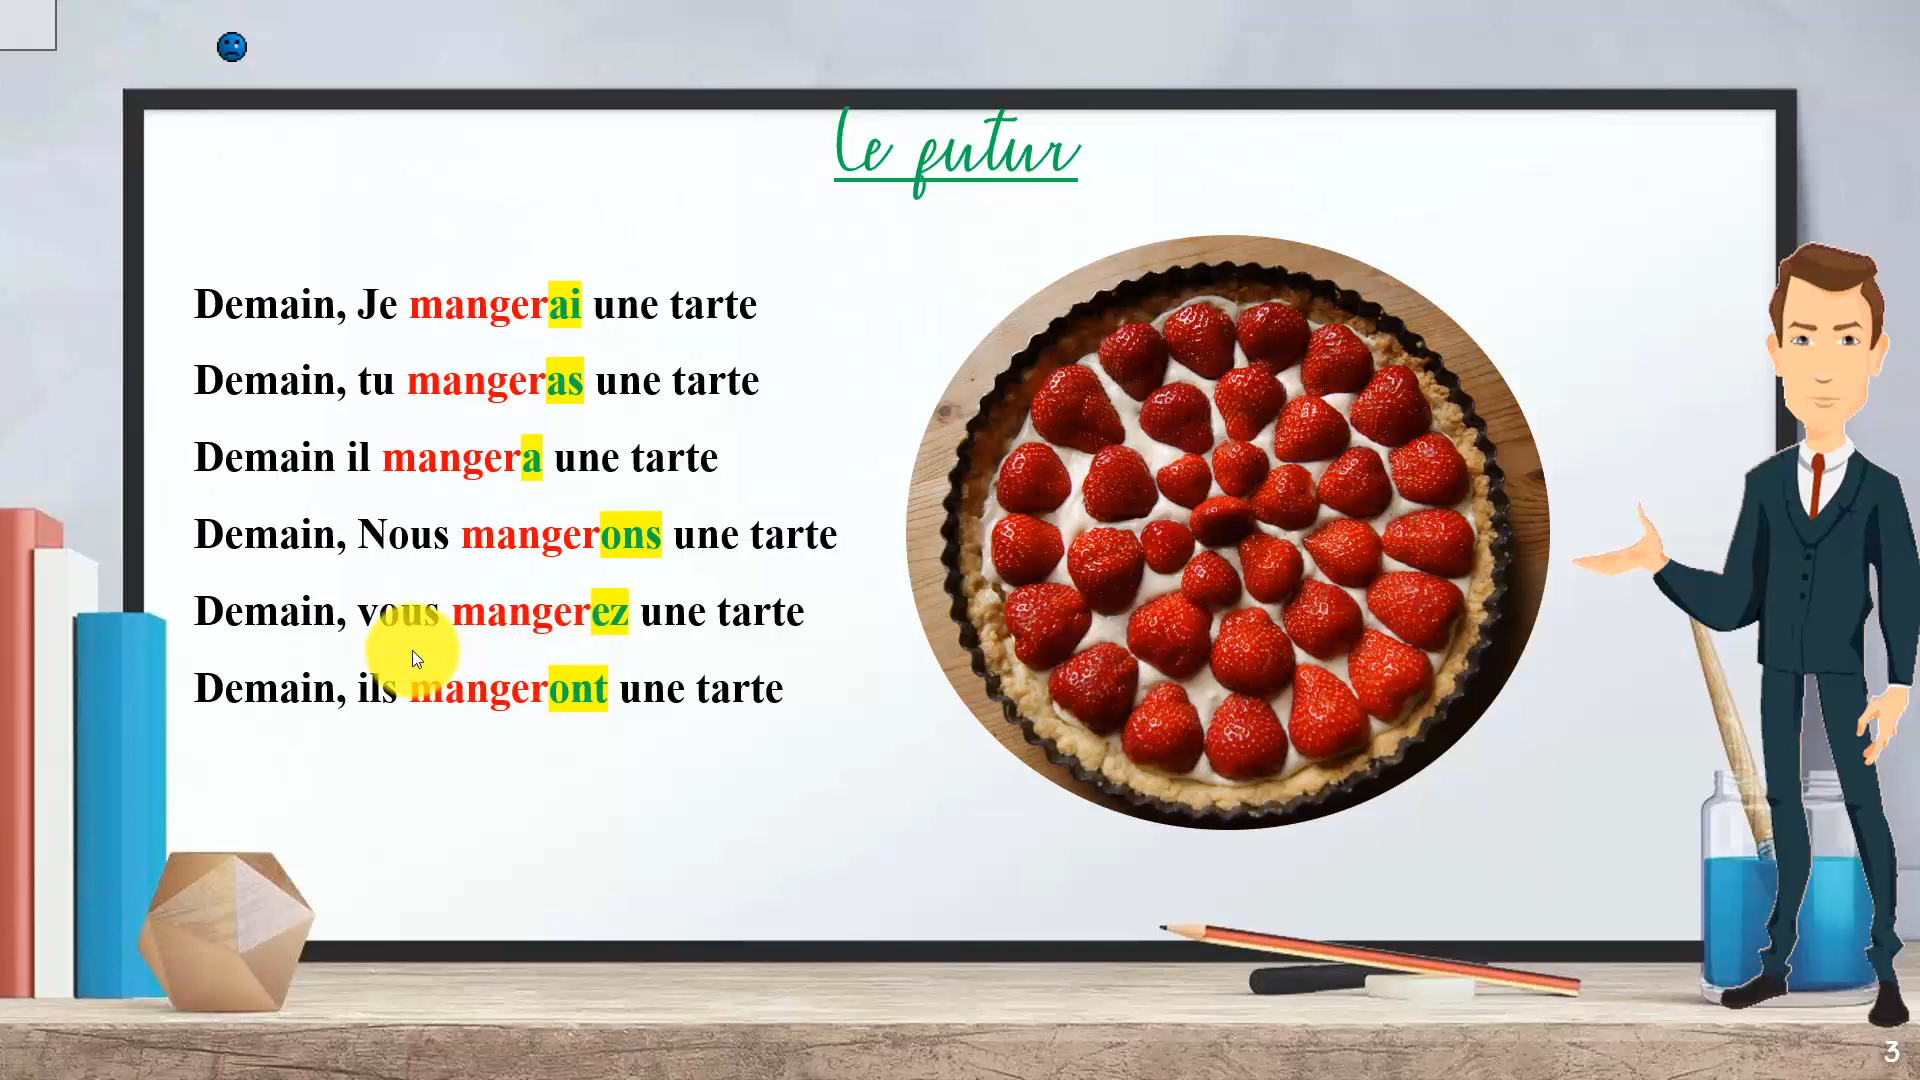 Le futur
Demain, Je mangerai une tarte
Demain, tu mangeras une tarte
Demain il mangera une tarte
Demain, Nous mangerons une tarte
Demain, vous mangerez une tarte
Demain, ils mangeront une tarte
3